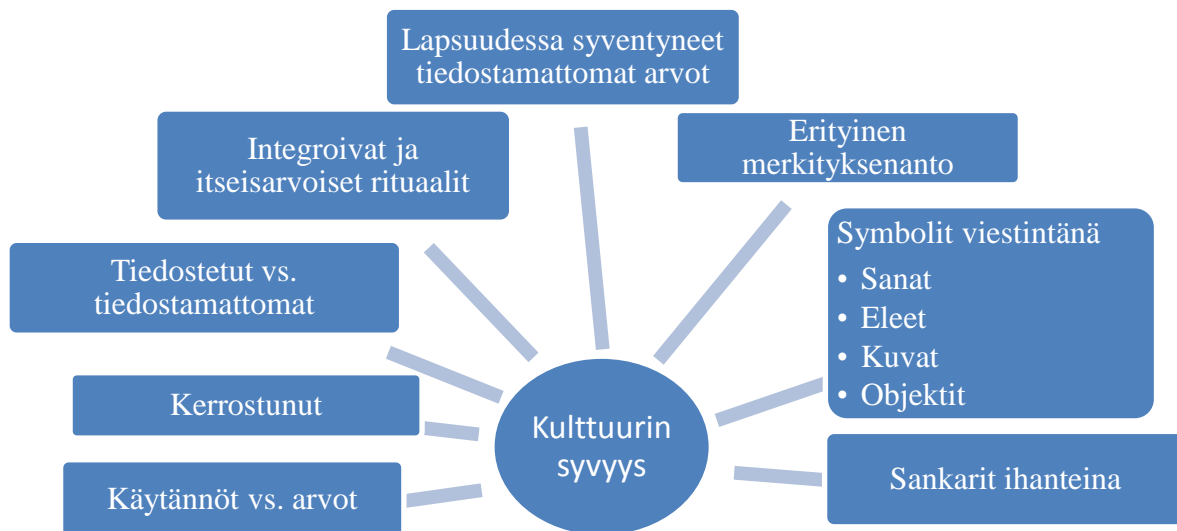 Lapsuudessa syventyneet
tiedostamattomat arvot
Integroivat ja
itseisarvoiset rituaalit
Erityinen
merkityksenanto
Tiedostetut vs.
tiedostamattomat
Symbolit viestintänä
• Sanat
• Eleet
• Kuvat
• Objektit
Kerrostunut
Kulttuurin
syvyys
Käytännöt vs. arvot
Sankarit ihanteina